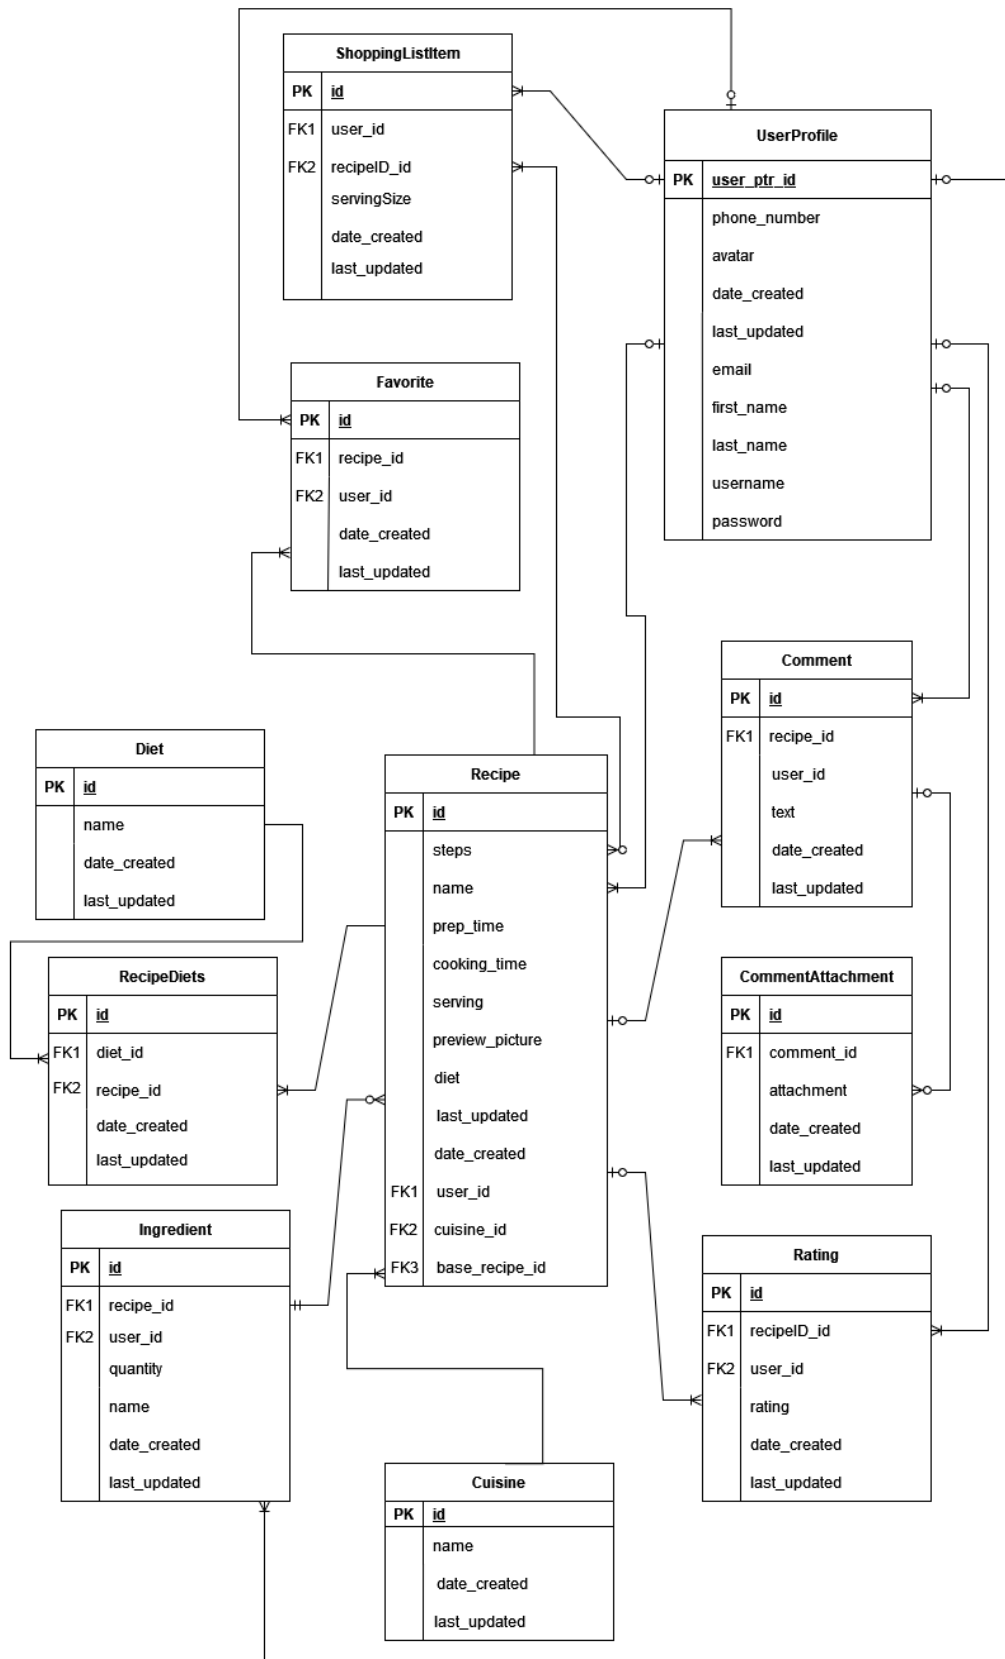 ShoppingListItem
PK id
FK1 user_id
FK2 recipeID_id
servingSize
date_created
last_updated
UserProfile
PK user_ptr_id
phone_number
avatar
date_created
last_updated
email
first_name
last_name
username
password
Favorite
PK id
FK1 recipe_id
FK2 user_id
date_created
last_updated
Comment
PK id
FK1 recipe_id
user_id
text
date_created
last_updated
Diet
PK id
name
date_created
last_updated
Recipe
PK id
steps
name
prep_time
cooking_time
serving
preview_picture
diet
last_updated
date_created
FK1 user_id
FK2 cuisine_id
FK3 base_recipe_id
RecipeDiets
PK id
FK1 diet_id
FK2 recipe_id
date_created
last_updated
CommentAttachment
PK id
FK1 comment_id
attachment
date_created
last_updated
Ingredient
PK id
FK1 recipe_id
FK2 user_id
quantity
name
date_created
last_updated
Rating
PK id
FK1 recipeID_id
FK2 user_id
rating
date_created
last_updated
Cuisine
PK id
name
date_created
last_updated